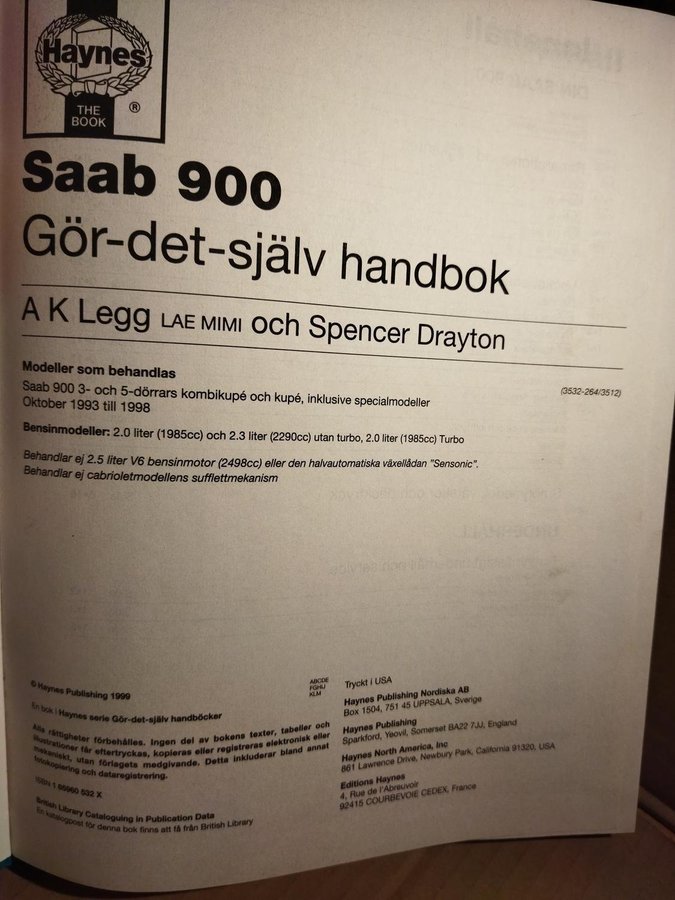 Haynes
THE
BOOK
®
Saab 900
Gör-det-själv handbok
A K Legg LAE MIMI och Spencer Drayton
Modeller som behandlas
(3532-264/3512)
Saab 900 3- och 5-dörrars kombikupé och kupé, inklusive specialmodeller
Oktober 1993 till 1998
Bensinmodeller: 2.0 liter (1985cc) och 2.3 liter (2290cc) utan turbo, 2.0 liter (1985cc) Turbo
Behandlar ej 2.5 liter V6 bensinmotor (2498cc) eller den halvautomatiska växellådan "Sensonic".
Behandlar ej cabrioletmodellens sufflettmekanism
© Haynes Publishing 1999
En bok i Haynes serie Gör-det-själv handböcker
Alla rättigheter förbehålles. Ingen del av bokens texter, tabeller och
illustrationer får eftertryckas, kopieras eller registreras elektronisk eller
mekaniskt, utan förlagets medgivande. Detta inkluderar bland annat
fotokopiering och dataregistrering.
ISBN 1 85960 532 X
British Library Cataloguing in Publication Data
En katalogpost för denna bok finns att få från British Library
ABCDE
FGHIJ
KLM
Tryckt i USA
Haynes Publishing Nordiska AB
Box 1504, 751 45 UPPSALA, Sverige
Haynes Publishing
Sparkford, Yeovil, Somerset BA22 7JJ, England
Haynes North America, Inc
861 Lawrence Drive, Newbury Park, California 91320, USA
Editions Haynes
4, Rue de l'Abreuvoir
92415 COURBEVOIE CEDEX, France